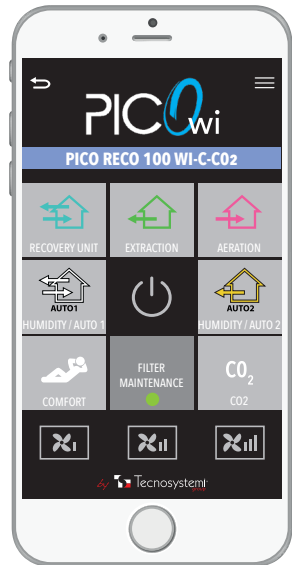 PICO wi
PICO RECO 100 WI-C-CO2
RECOVERY UNIT
EXTRACTION
AERATION
AUTO1
HUMIDITY / AUTO 1
AUTO2
HUMIDITY / AUTO 2
COMFORT
FILTER
MAINTENANCE
CO2
CO2
by Tecnosystemi
group